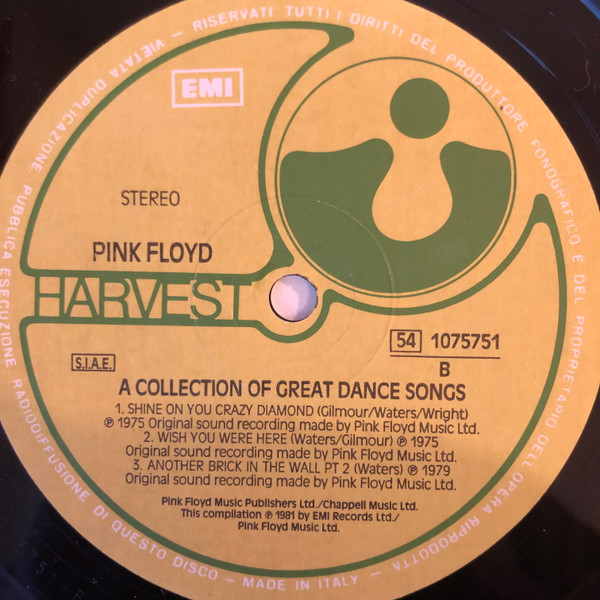 RISERVATI TUTTI I DIRITTI DEL PRODUTTORE FONOGRAFICO E DEL PROPRIETARIO DELL'OPERA RIPRODOTTA
— MADE IN ITALY —
VIETATA DUPLICAZIONE PUBBLICA ESECUZIONE RADIODIFFUSIONE DI QUESTO DISCO –
EMI
STEREO
PINK FLOYD
HARVEST
54 1075751
B
S.I.A.E.
A COLLECTION OF GREAT DANCE SONGS
1. SHINE ON YOU CRAZY DIAMOND (Gilmour/Waters/Wright)
℗ 1975 Original sound recording made by Pink Floyd Music Ltd.
2. WISH YOU WERE HERE (Waters/Gilmour) ℗ 1975
Original sound recording made by Pink Floyd Music Ltd.
3. ANOTHER BRICK IN THE WALL PT 2 (Waters) ℗ 1979
Original sound recording made by Pink Floyd Music Ltd.
Pink Floyd Music Publishers Ltd./Chappell Music Ltd.
This compilation ℗ 1981 by EMI Records Ltd./
Pink Floyd Music Ltd.